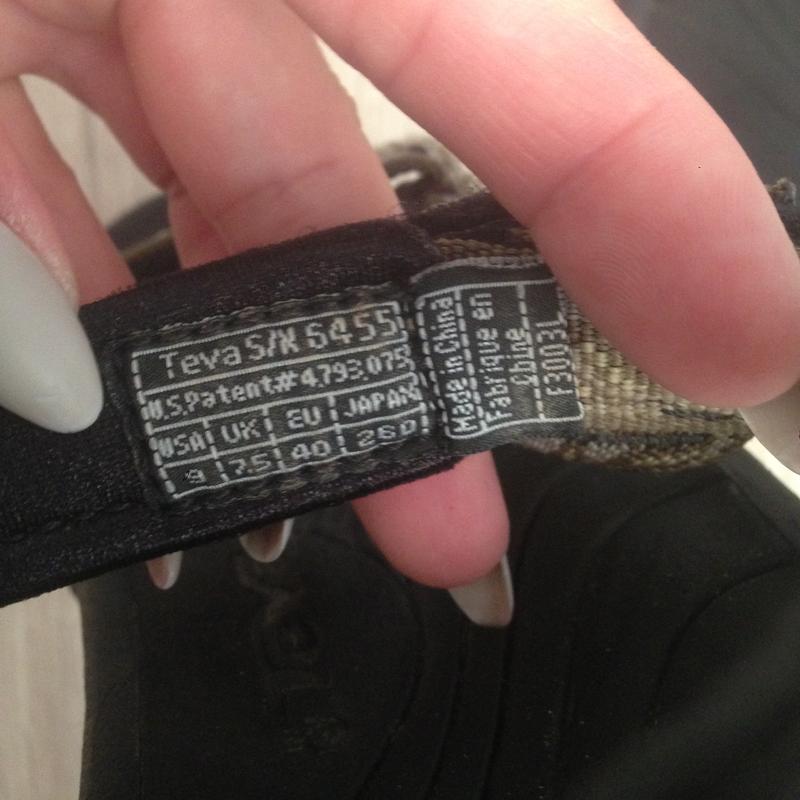 Teva S/N 6455
U.S.Patent.# 4,793,075
USA UK EU JAPAN
9 7.5 40 260
Made in China
Fabrique en
Chine
F3003L